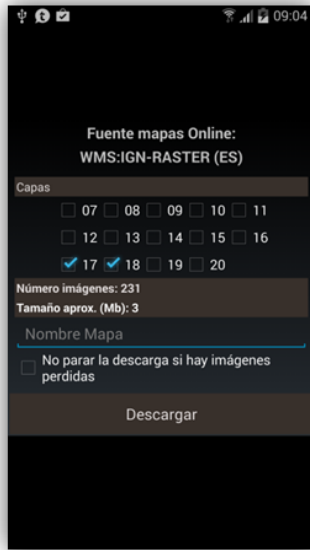 09:04
Fuente mapas Online:
WMS:IGN-RASTER (ES)
Capas
07 08 09 10 11
12 13 14 15 16
17 18 19 20
Número imágenes: 231
Tamaño aprox. (Mb): 3
Nombre Mapa
No parar la descarga si hay imágenes
perdidas
Descargar